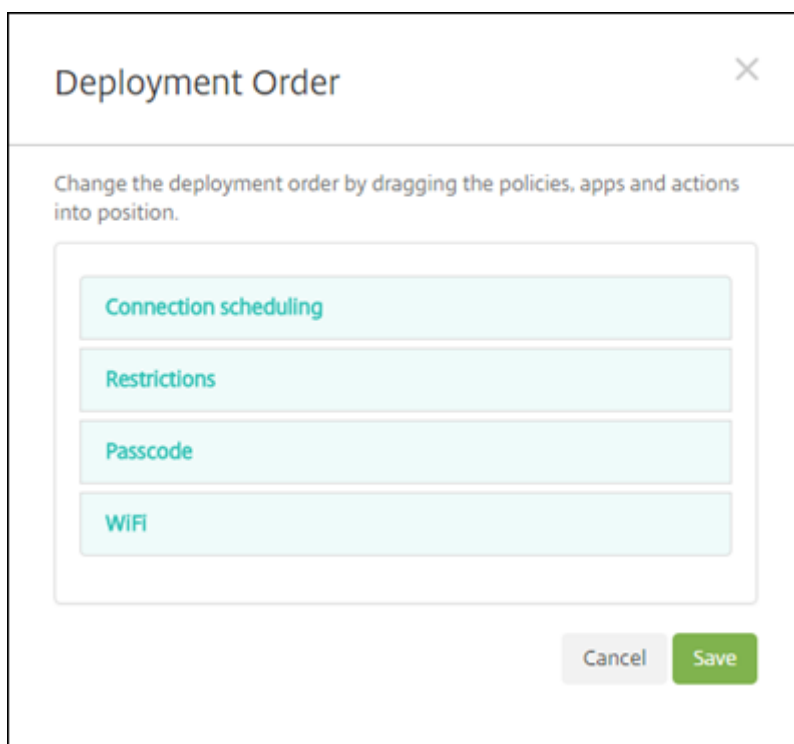 Deployment Order
Change the deployment order by dragging the policies, apps and actions
into position.
Connection scheduling
Restrictions
Passcode
WiFi
Cancel
Save